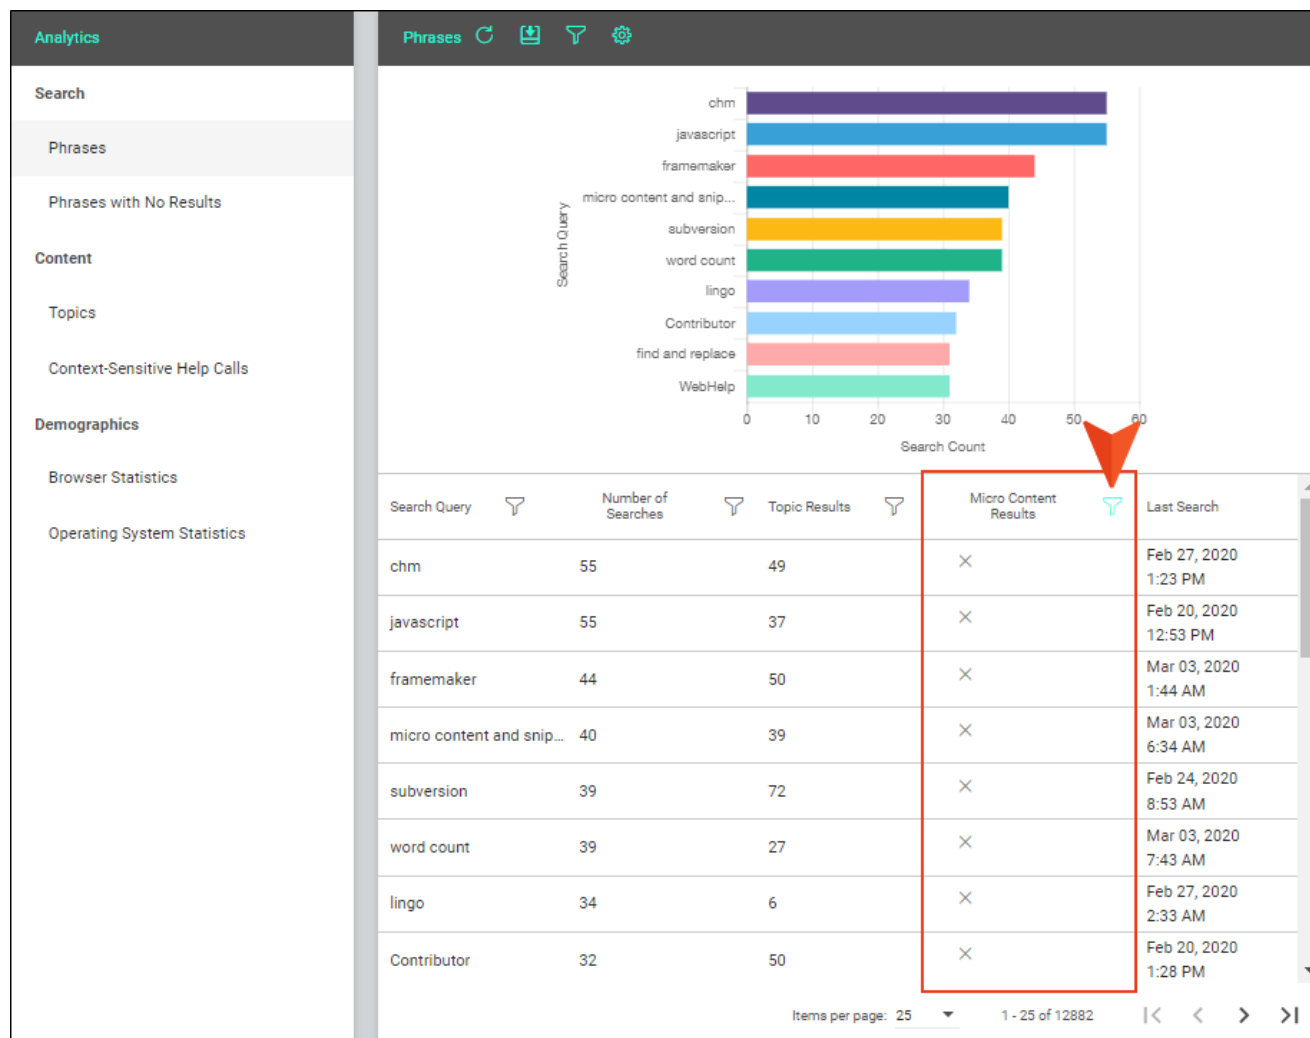 Analytics
Search
Phrases
Phrases with No Results
Content
Topics
Context-Sensitive Help Calls
Demographics
Browser Statistics
Operating System Statistics
Phrases
Search Query
chm
javascript
framemaker
micro content and snip...
subversion
word count
lingo
Contributor
find and replace
WebHelp
0 10 20 30 40 50 60
Search Count
Search Query
Number of
Searches
Topic Results
Micro Content
Results
Last Search
chm 55 49 Feb 27, 2020
1:23 PM
javascript 55 37 Feb 20, 2020
12:53 PM
framemaker 44 50 Mar 03, 2020
1:44 AM
micro content and snip... 40 39 Mar 03, 2020
6:34 AM
subversion 39 72 Feb 24, 2020
8:53 AM
word count 39 27 Mar 03, 2020
7:43 AM
lingo 34 6 Feb 27, 2020
2:33 AM
Contributor 32 50 Feb 20, 2020
1:28 PM
Items per page: 25 1 - 25 of 12882